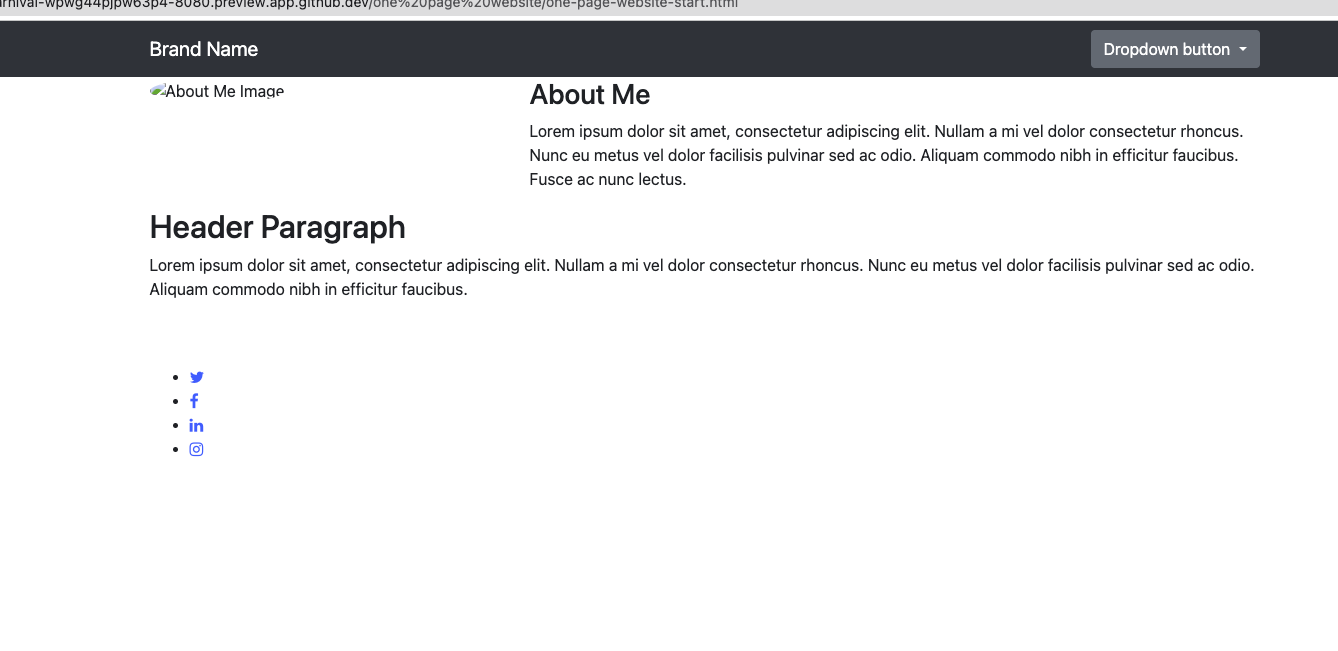 rnival-wpwg44pjpw63p4-8080.preview.app.github.dev/one%20page%20website/one-page-website-start.html
Brand Name
Dropdown button
About Me Image
About Me
Lorem ipsum dolor sit amet, consectetur adipiscing elit. Nullam a mi vel dolor consectetur rhoncus.
Nunc eu metus vel dolor facilisis pulvinar sed ac odio. Aliquam commodo nibh in efficitur faucibus.
Fusce ac nunc lectus.
Header Paragraph
Lorem ipsum dolor sit amet, consectetur adipiscing elit. Nullam a mi vel dolor consectetur rhoncus. Nunc eu metus vel dolor facilisis pulvinar sed ac odio.
Aliquam commodo nibh in efficitur faucibus.